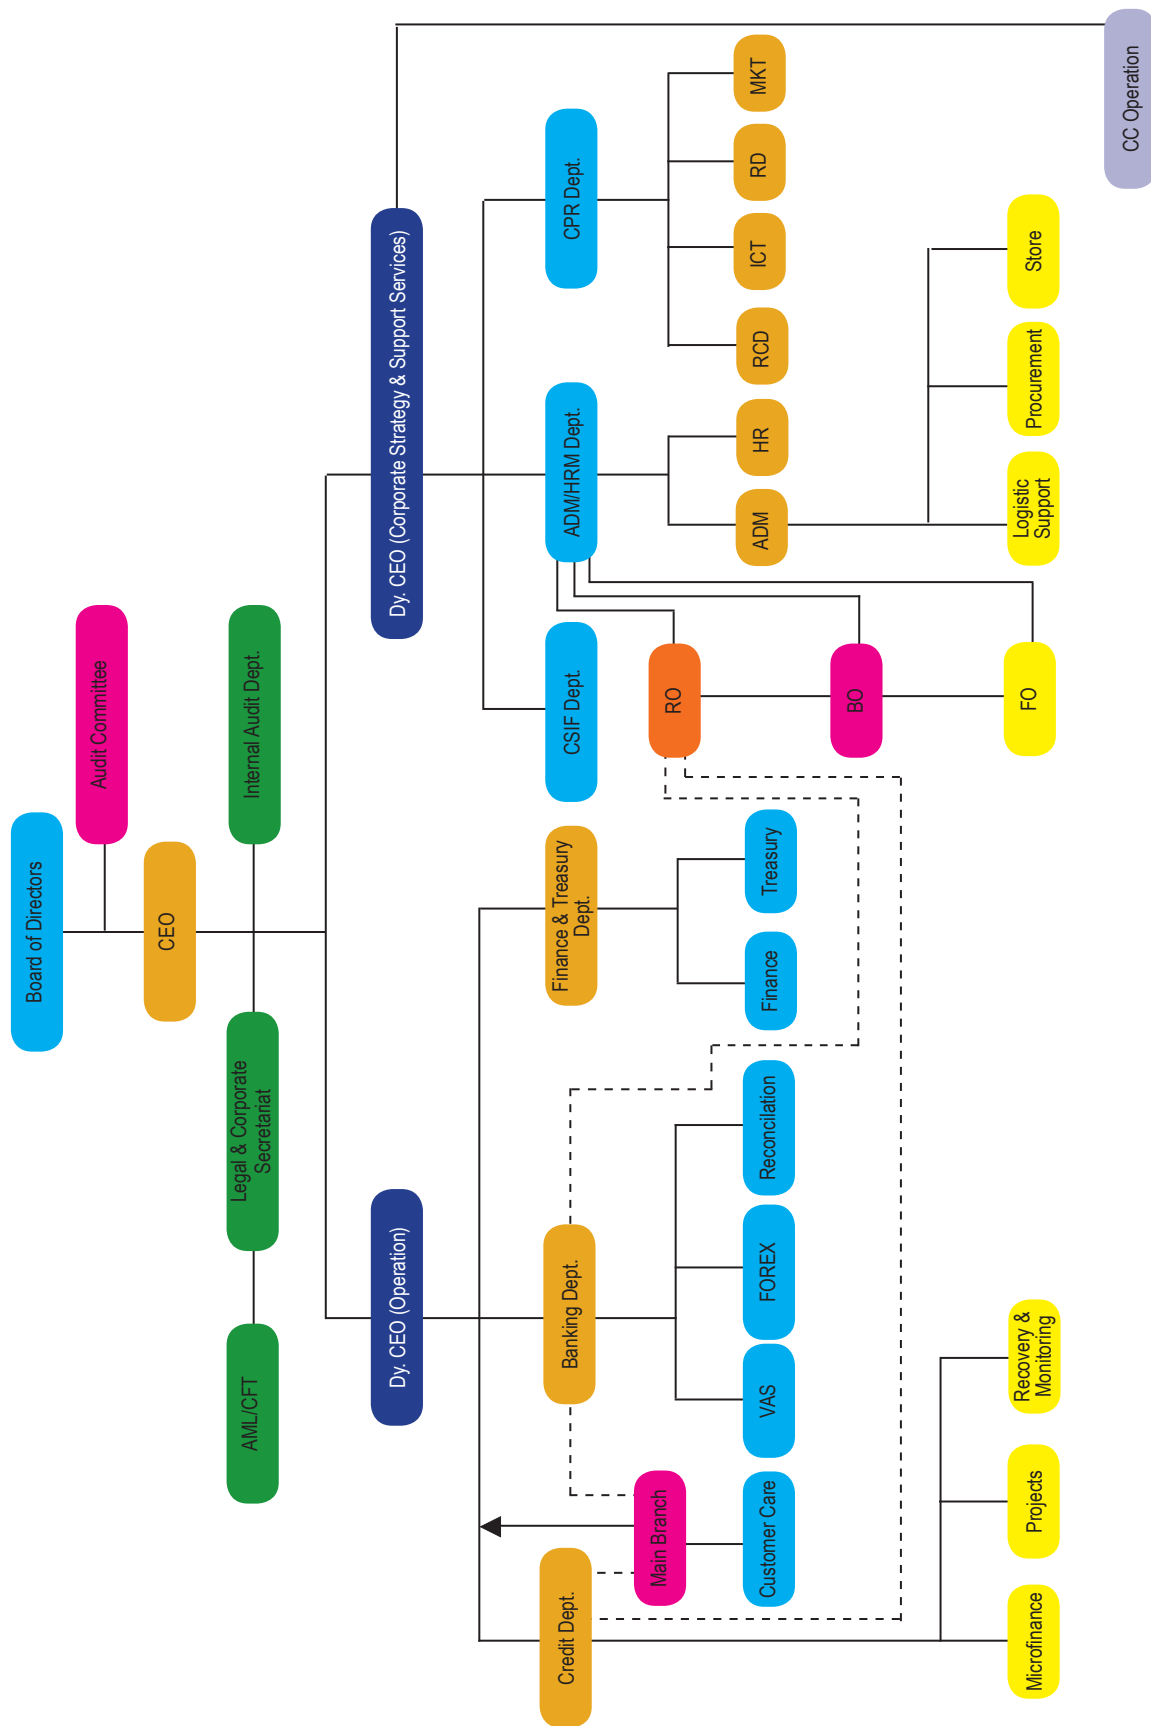 Board of Directors
Audit Committee
CEO
AML/CFT
Legal & Corporate
Secretariat
Internal Audit Dept.
Dy. CEO (Operation)
Dy. CEO (Corporate Strategy & Support Services)
Credit Dept.
Banking Dept.
Finance & Treasury
Dept.
CSIF Dept.
ADM/HRM Dept.
CPR Dept.
Main Branch
RO
Customer Care
VAS
FOREX
Reconcilation
Finance
Treasury
ADM
HR
RCD
ICT
RD
MKT
BO
Microfinance
Projects
Recovery &
Monitoring
FO
Logistic
Support
Procurement
Store
CC Operation